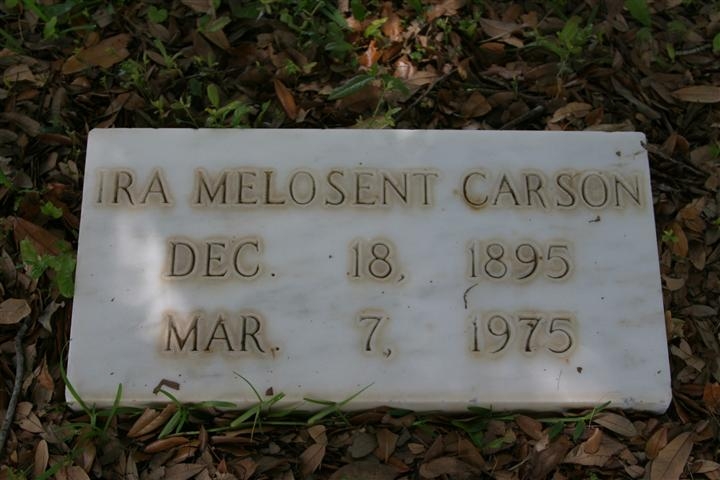 IRA MELOSENT CARSON
DEC. 18, 1895
MAR. 7, 1975